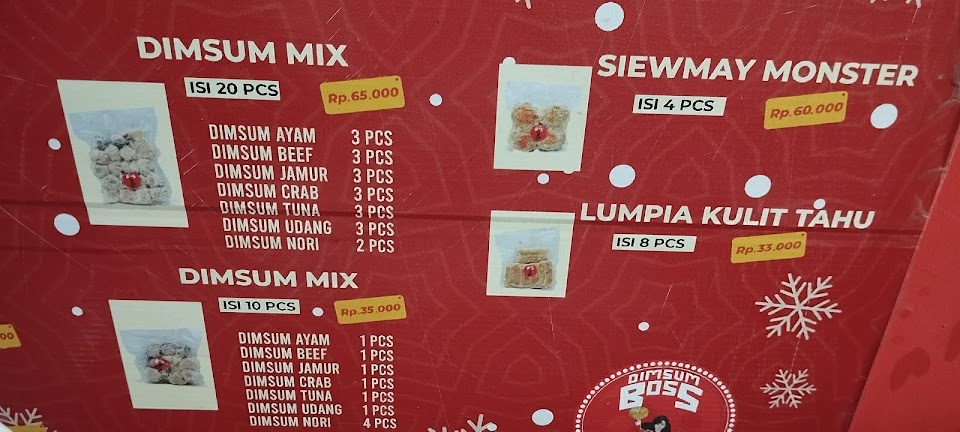 DIMSUM MIX
ISI 20 PCS
Rp.65.000
DIMSUM AYAM 3 PCS
DIMSUM BEEF 3 PCS
DIMSUM JAMUR 3 PCS
DIMSUM CRAB 3 PCS
DIMSUM TUNA 3 PCS
DIMSUM UDANG 3 PCS
DIMSUM NORI 2 PCS
DIMSUM MIX
ISI 10 PCS
Rp.35.000
DIMSUM AYAM 1 PCS
DIMSUM BEEF 1 PCS
DIMSUM JAMUR 1 PCS
DIMSUM CRAB 1 PCS
DIMSUM TUNA 1 PCS
DIMSUM UDANG 1 PCS
DIMSUM NORI 4 PCS
SIEWMAY MONSTER
ISI 4 PCS
Rp.60.000
LUMPIA KULIT TAHU
ISI 8 PCS
Rp.33.000
DIMSUM
BOSS